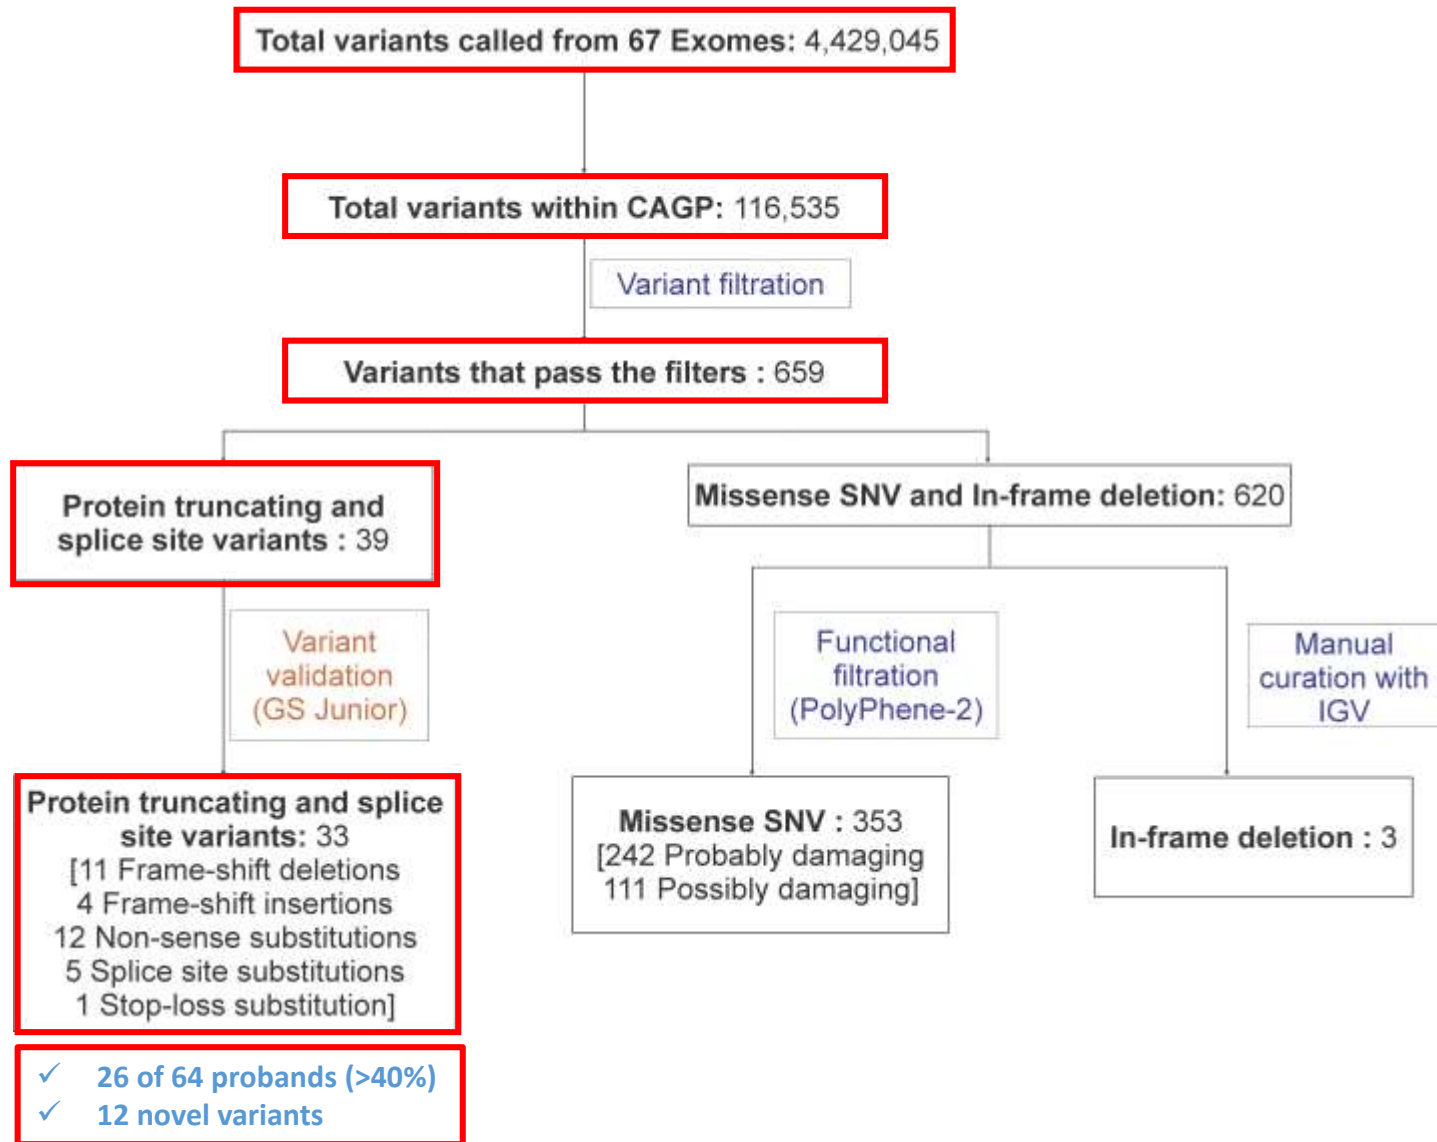 Total variants called from 67 Exomes: 4,429,045
Total variants within CAGP: 116,535
Variant filtration
Variants that pass the filters : 659
Protein truncating and
splice site variants : 39
Missense SNV and In-frame deletion: 620
Variant
validation
(GS Junior)
Functional
filtration
(PolyPhene-2)
Manual
curation with
IGV
Protein truncating and splice
site variants: 33
[11 Frame-shift deletions
4 Frame-shift insertions
12 Non-sense substitutions
5 Splice site substitutions
1 Stop-loss substitution]
Missense SNV : 353
[242 Probably damaging
111 Possibly damaging]
In-frame deletion : 3
✓ 26 of 64 probands (>40%)
✓ 12 novel variants